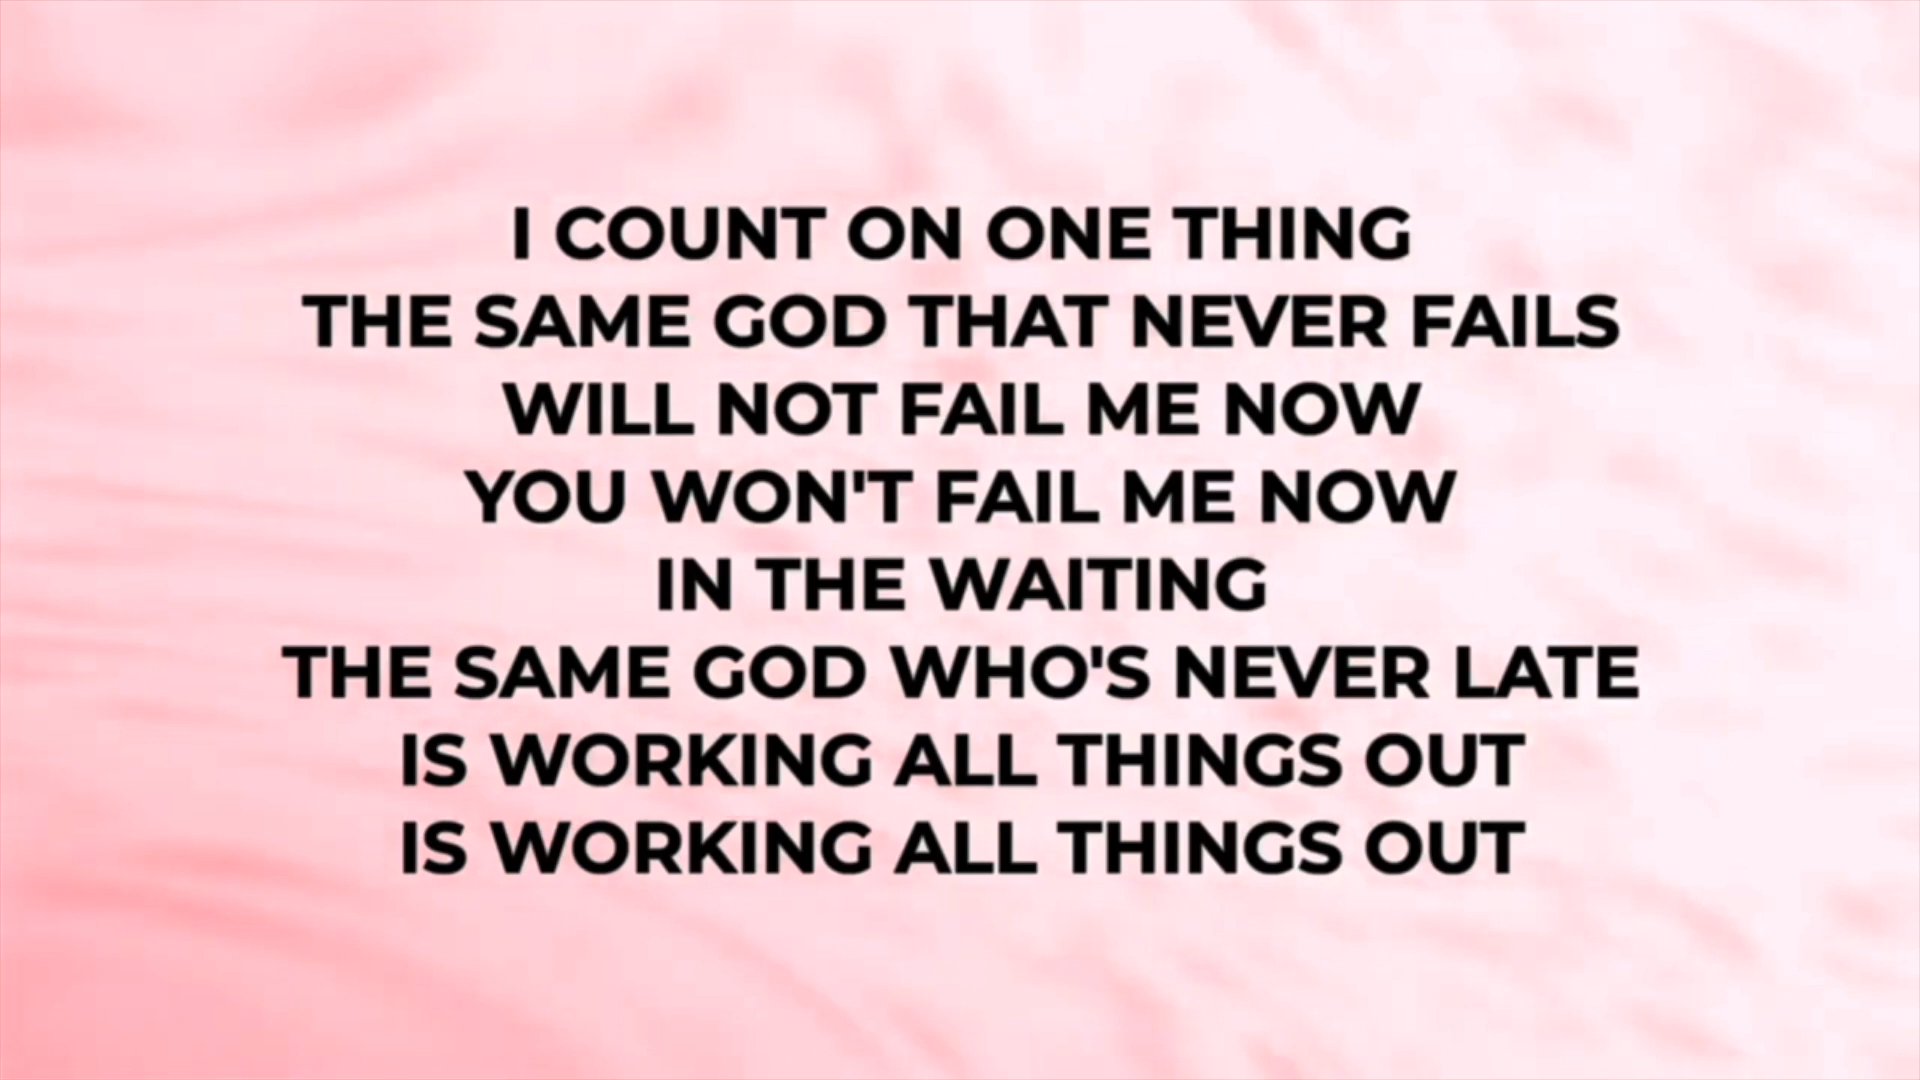 I COUNT ON ONE THING
THE SAME GOD THAT NEVER FAILS
WILL NOT FAIL ME NOW
YOU WON'T FAIL ME NOW
IN THE WAITING
THE SAME GOD WHO'S NEVER LATE
IS WORKING ALL THINGS OUT
IS WORKING ALL THINGS OUT